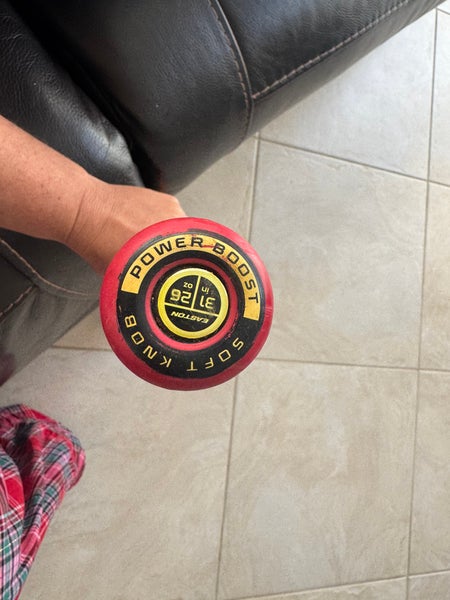 POWER BOOST
SOFT KNOB
EASTON
31 26
in oz